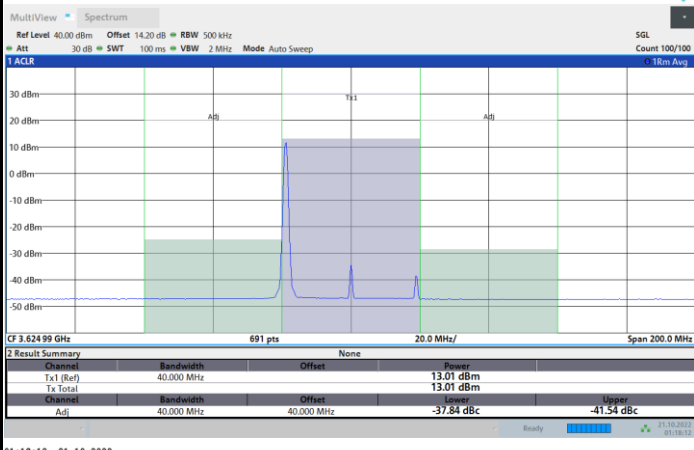 MultiView Spectrum
Ref Level 40.00 dBm Offset 14.20 dB RBW 500 kHz SGL
Att 30 dB SWT 100 ms VBW 2 MHz Mode Auto Sweep Count 100/100
1 ACLR 1Rm Avg
30 dBm
Tx1
20 dBm
Adj Adj
10 dBm
0 dBm
-10 dBm
-20 dBm
-30 dBm
-40 dBm
-50 dBm
CF 3.624 99 GHz 691 pts 20.0 MHz/ Span 200.0 MHz
2 Result Summary None
Channel Bandwidth Offset Power
Tx1 (Ref) 40.000 MHz 13.01 dBm
Tx Total 13.01 dBm
Channel Bandwidth Offset Lower Upper
Adj 40.000 MHz 40.000 MHz -37.84 dBc -41.54 dBc
Ready 21.10.2022
01:18:12